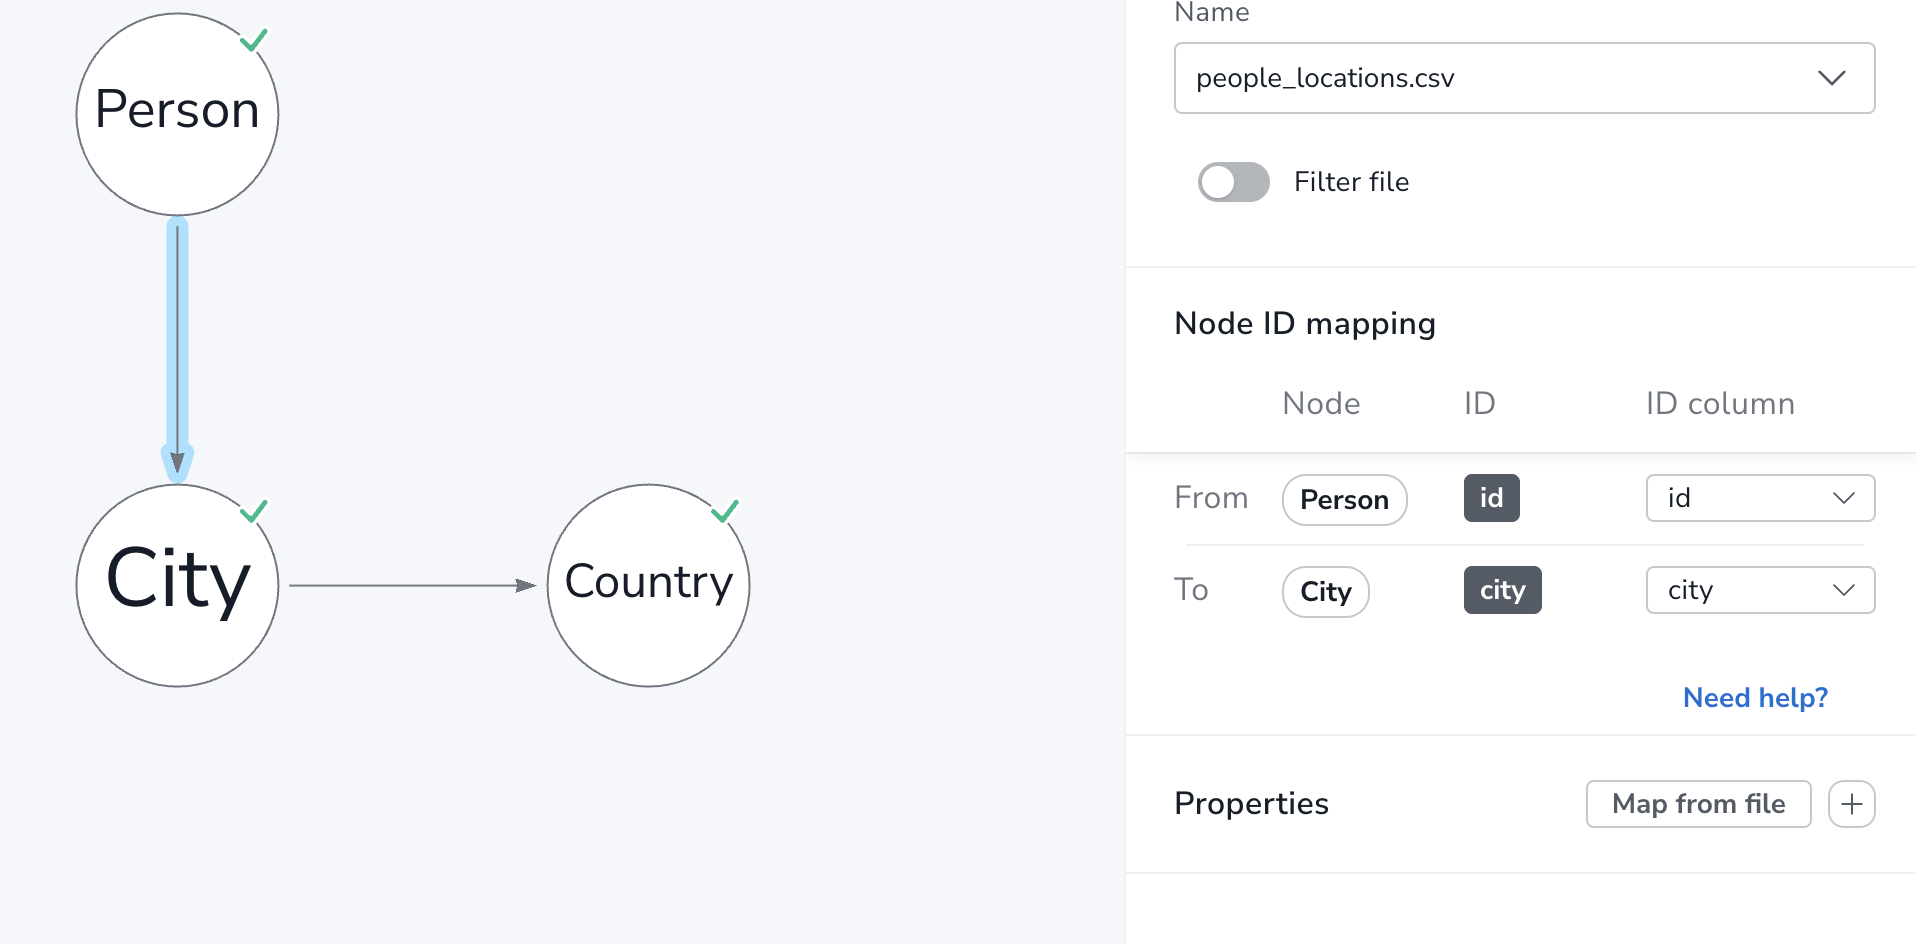 Person
City
Country
Name
people_locations.csv
Filter file
Node ID mapping
Node ID ID column
From Person id id
To City city city
Need help?
Properties Map from file